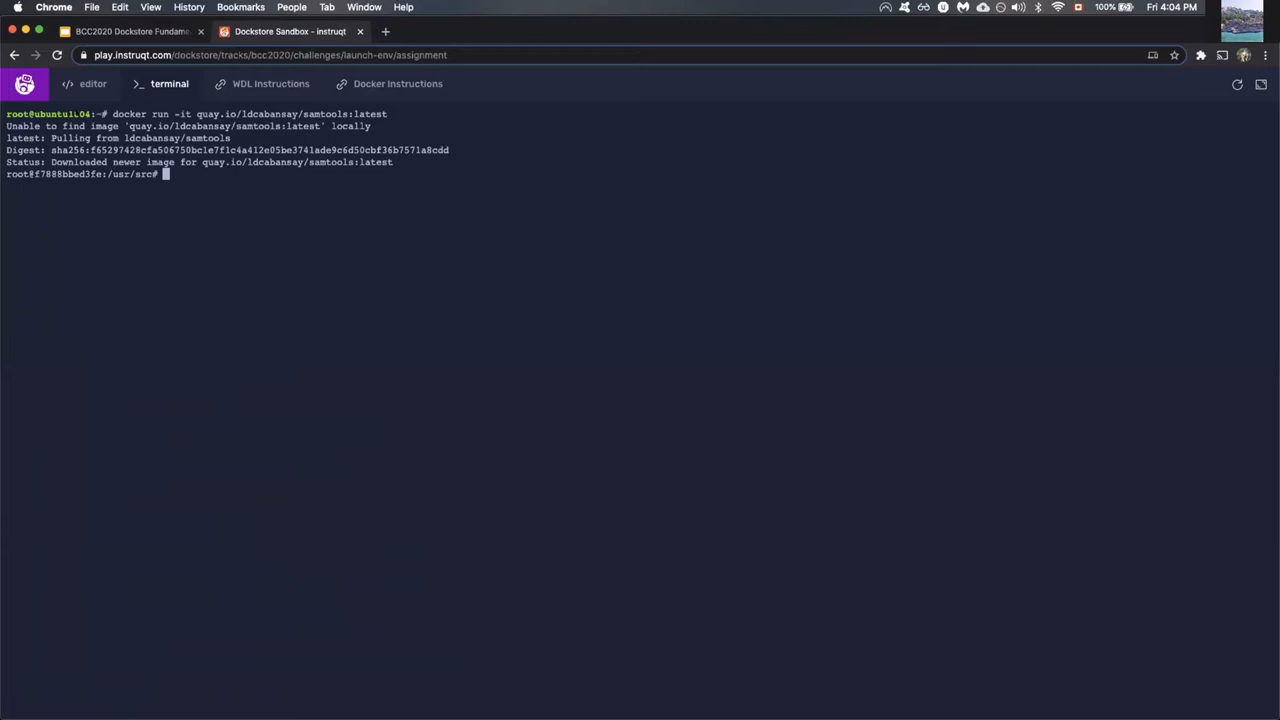 Chrome File Edit View History Bookmarks People Tab Window Help 100% Fri 4:04 PM
BCC2020 Dockstore Fundame Dockstore Sandbox - instruqt
play.instruqt.com/dockstore/tracks/bcc2020/challenges/launch-env/assignment
</> editor >_ terminal WDL Instructions Docker Instructions
root@ubuntu1804:~# docker run -it quay.io/ldcabansay/samtools:latest
Unable to find image 'quay.io/ldcabansay/samtools:latest' locally
latest: Pulling from ldcabansay/samtools
Digest: sha256:f65297428cfa506750bc1e7f1c4a412e05be3741ade9c6d50cbf36b7571a8cdd
Status: Downloaded newer image for quay.io/ldcabansay/samtools:latest
root@f7888bbed3fe:/usr/src#